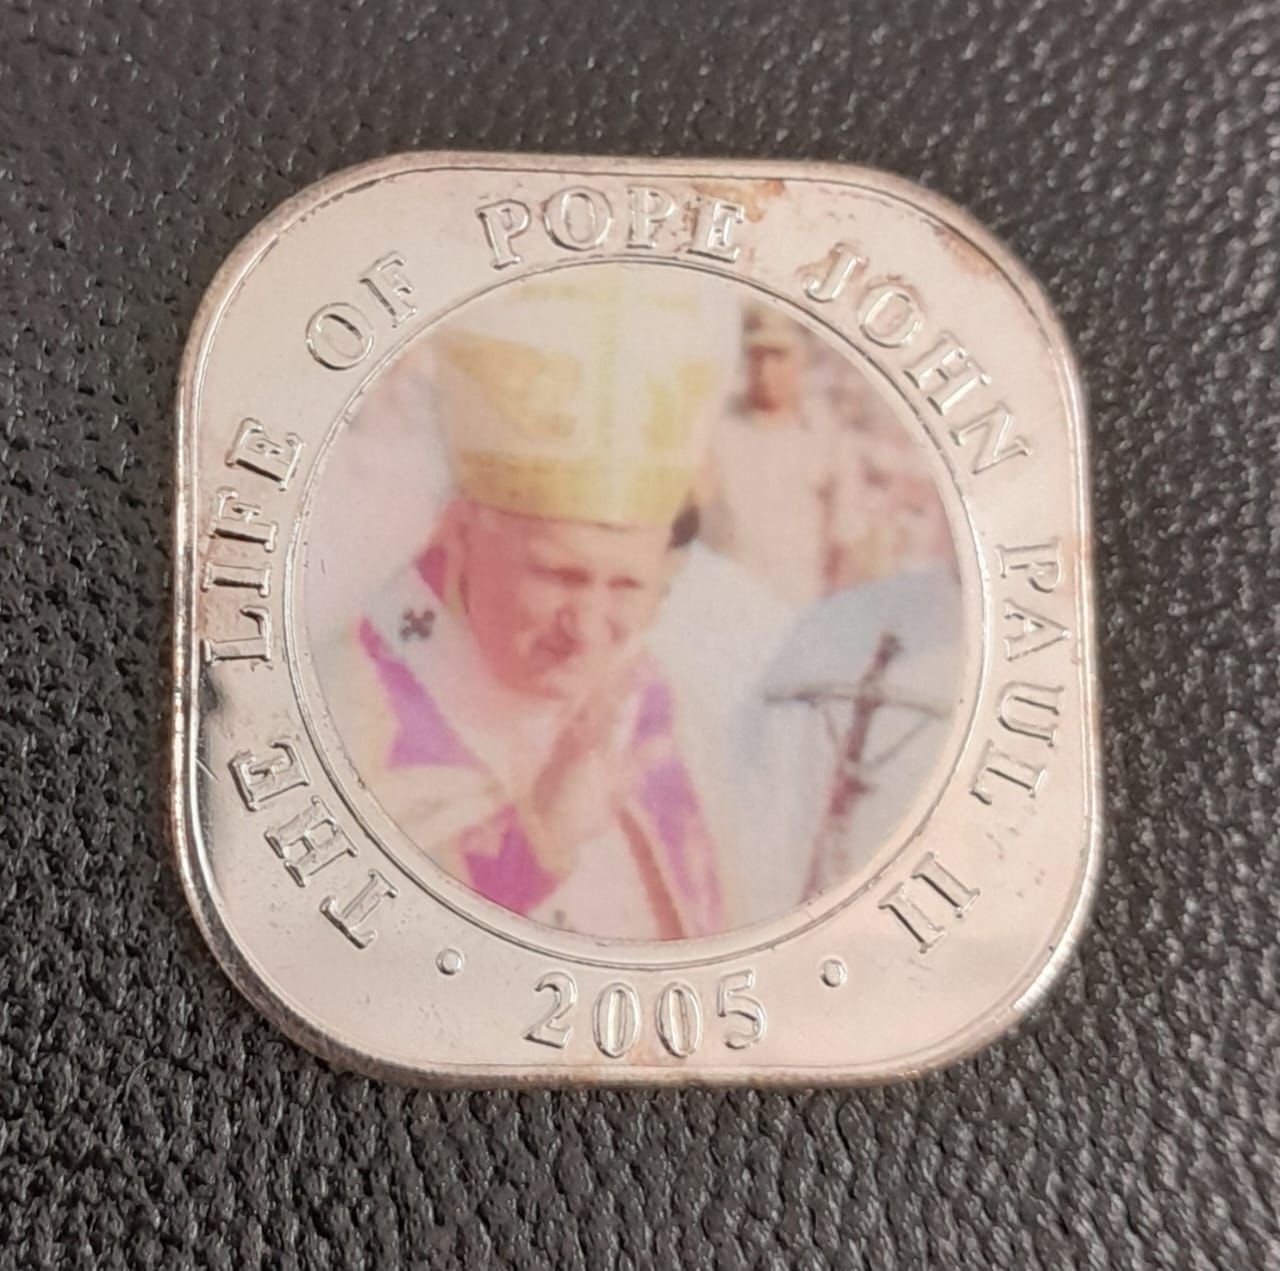 THE LIFE OF POPE JOHN PAUL II
• 2005 •